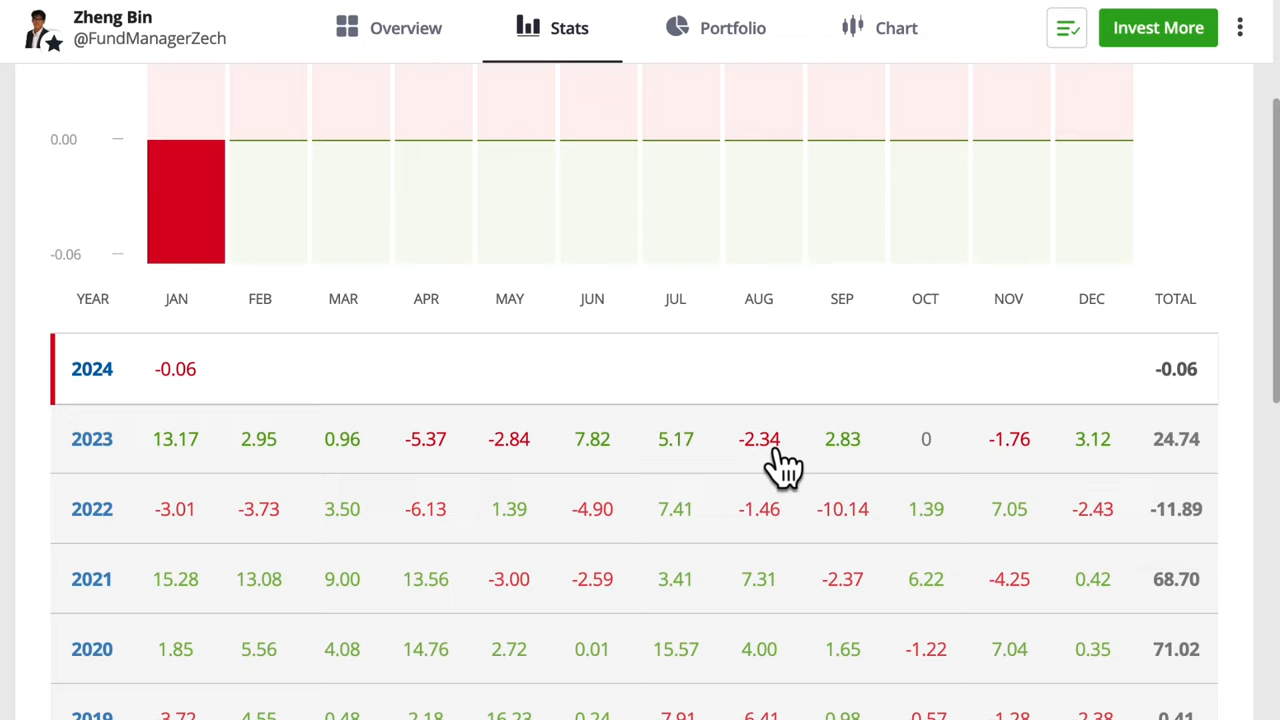 Zheng Bin
@FundManagerZech
Overview
Stats
Portfolio
Chart
Invest More
0.00
-0.06
YEAR JAN FEB MAR APR MAY JUN JUL AUG SEP OCT NOV DEC TOTAL
2024 -0.06 -0.06
2023 13.17 2.95 0.96 -5.37 -2.84 7.82 5.17 -2.34 2.83 0 -1.76 3.12 24.74
2022 -3.01 -3.73 3.50 -6.13 1.39 -4.90 7.41 -1.46 -10.14 1.39 7.05 -2.43 -11.89
2021 15.28 13.08 9.00 13.56 -3.00 -2.59 3.41 7.31 -2.37 6.22 -4.25 0.42 68.70
2020 1.85 5.56 4.08 14.76 2.72 0.01 15.57 4.00 1.65 -1.22 7.04 0.35 71.02
2019